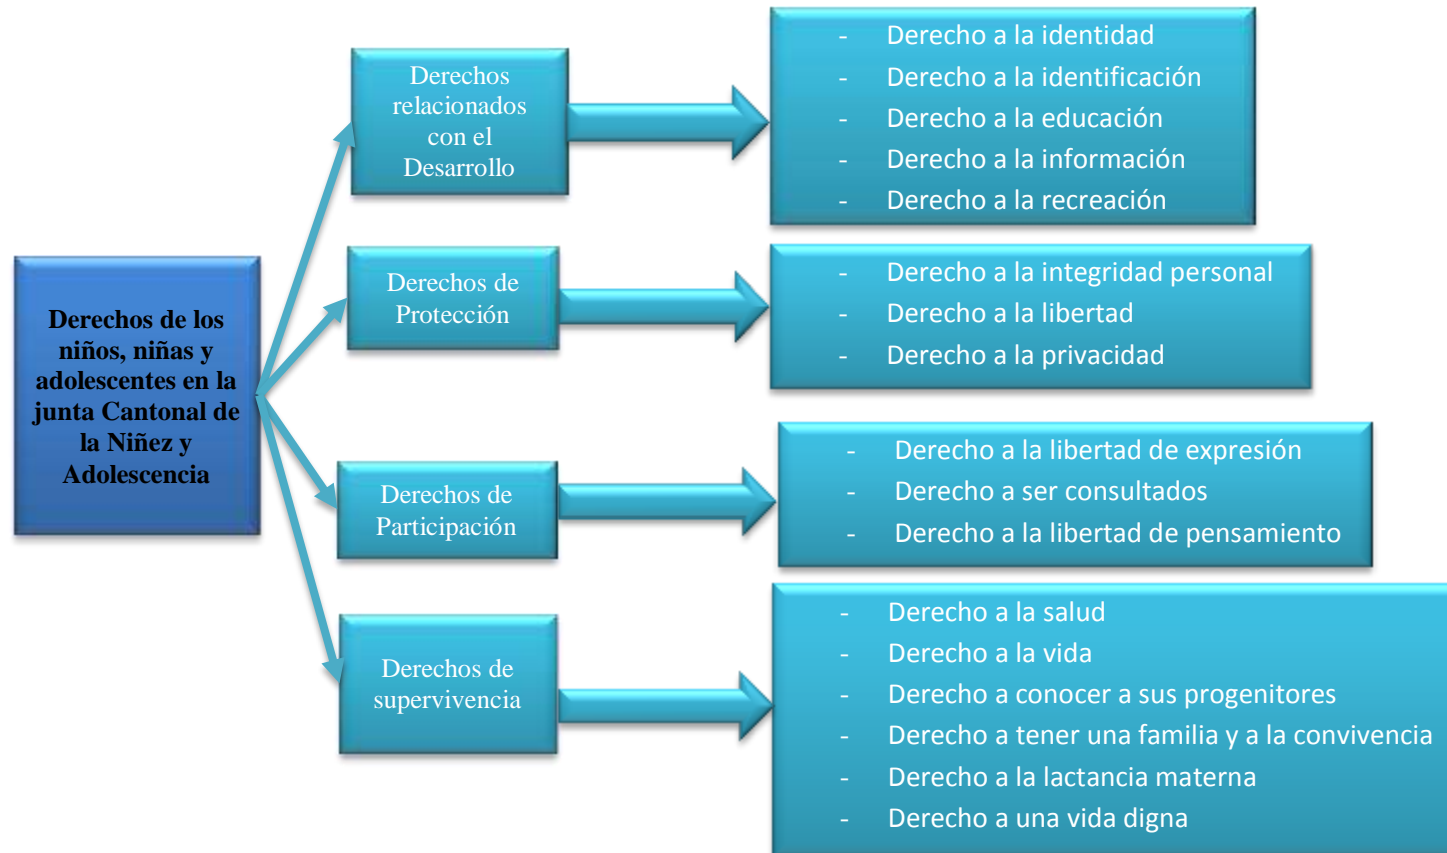 Derechos de los
niños, niñas y
adolescentes en la
junta Cantonal de
la Niñez y
Adolescencia
Derechos
relacionados
con el
Desarrollo
- Derecho a la identidad
- Derecho a la identificación
- Derecho a la educación
- Derecho a la información
- Derecho a la recreación
Derechos de
Protección
- Derecho a la integridad personal
- Derecho a la libertad
- Derecho a la privacidad
Derechos de
Participación
- Derecho a la libertad de expresión
- Derecho a ser consultados
- Derecho a la libertad de pensamiento
Derechos de
supervivencia
- Derecho a la salud
- Derecho a la vida
- Derecho a conocer a sus progenitores
- Derecho a tener una familia y a la convivencia
- Derecho a la lactancia materna
- Derecho a una vida digna